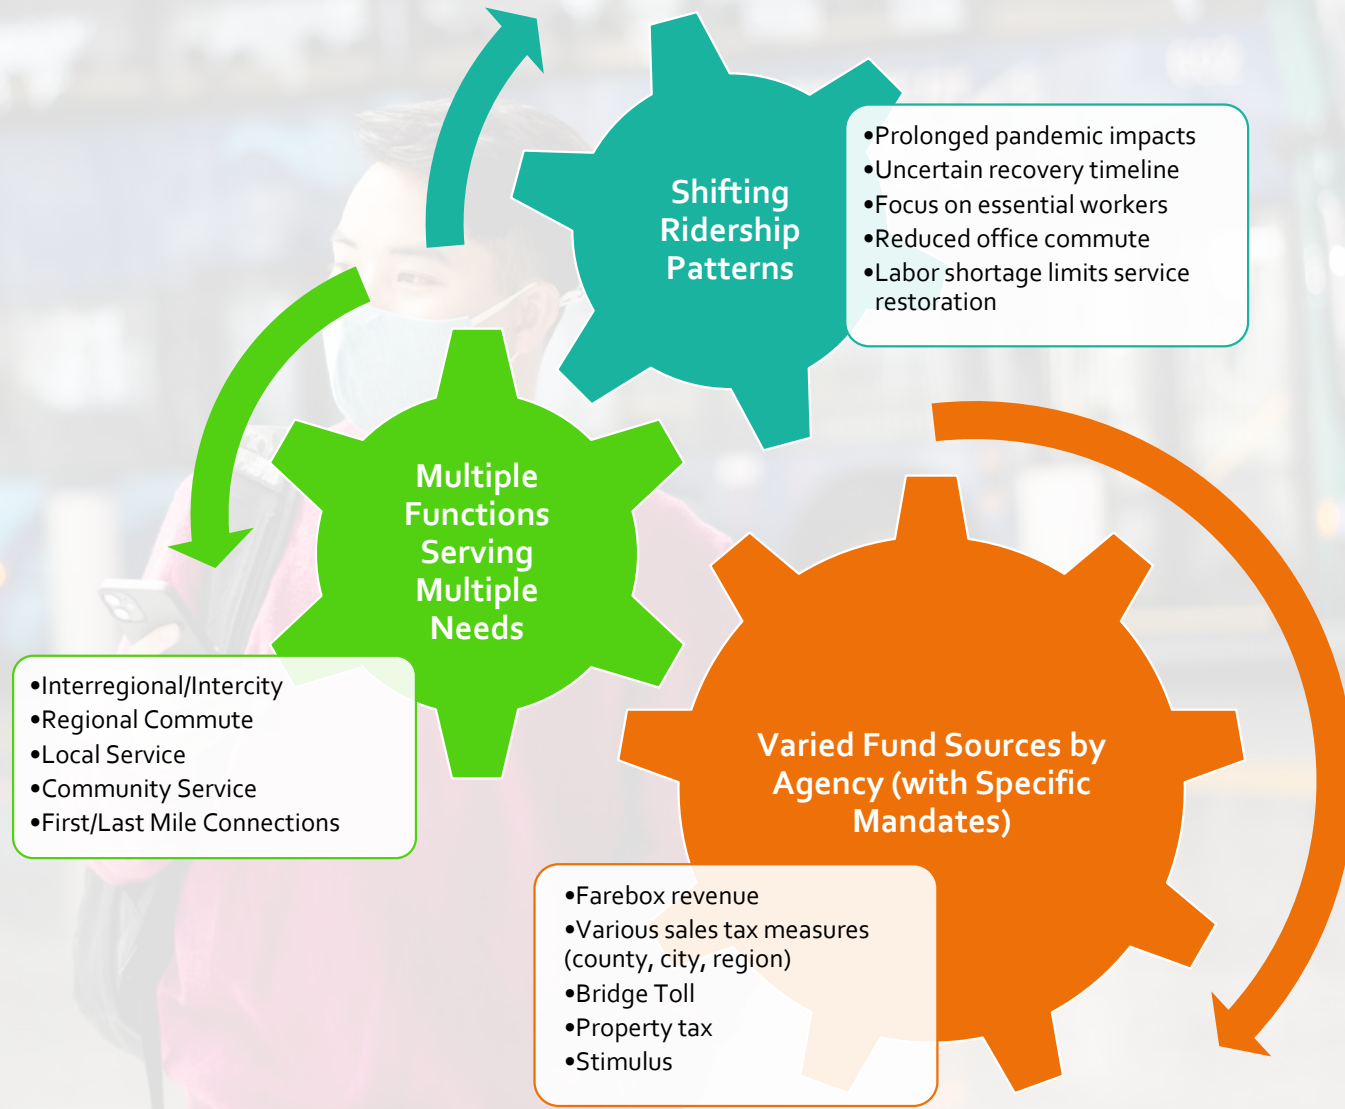 Shifting
Ridership
Patterns
•Prolonged pandemic impacts
•Uncertain recovery timeline
•Focus on essential workers
•Reduced office commute
•Labor shortage limits service
restoration
Multiple
Functions
Serving
Multiple
Needs
•Interregional/Intercity
•Regional Commute
•Local Service
•Community Service
•First/Last Mile Connections
Varied Fund Sources by
Agency (with Specific
Mandates)
•Farebox revenue
•Various sales tax measures
(county, city, region)
•Bridge Toll
•Property tax
•Stimulus